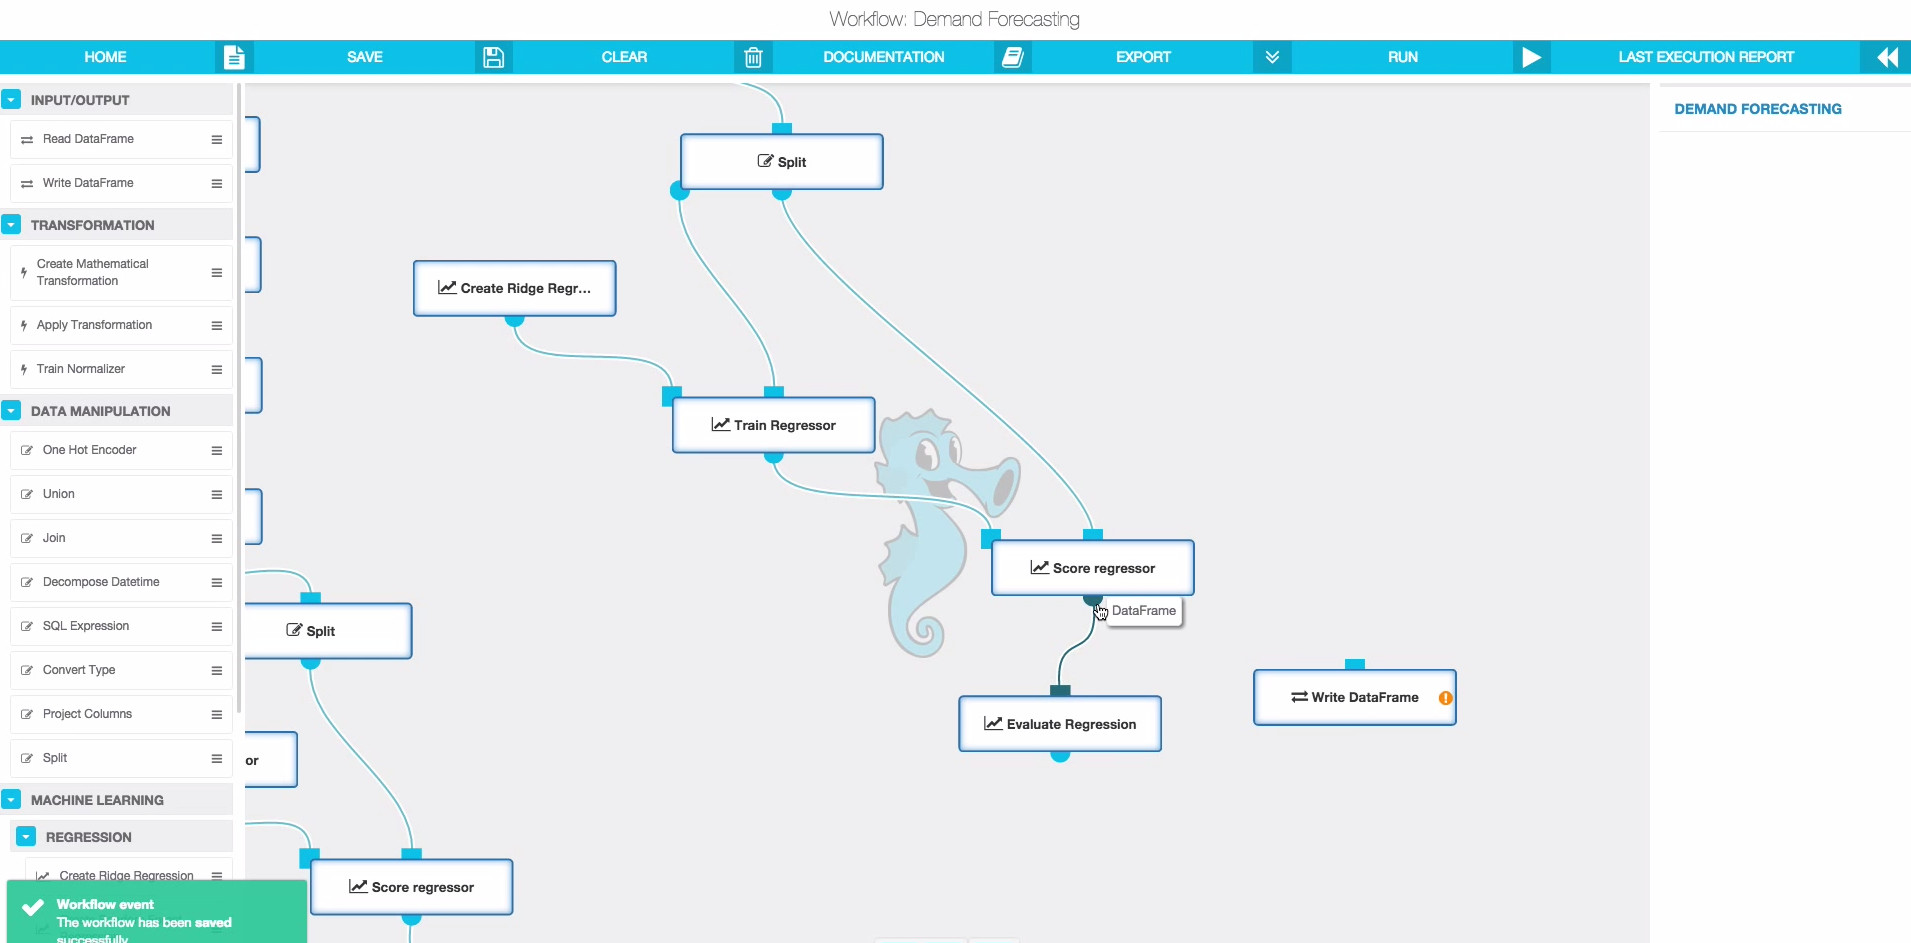 Workflow: Demand Forecasting
HOME
SAVE
CLEAR
DOCUMENTATION
EXPORT
RUN
LAST EXECUTION REPORT
INPUT/OUTPUT
Read DataFrame
Write DataFrame
TRANSFORMATION
Create Mathematical
Transformation
Apply Transformation
Train Normalizer
DATA MANIPULATION
One Hot Encoder
Union
Join
Decompose Datetime
SQL Expression
Convert Type
Project Columns
Split
MACHINE LEARNING
REGRESSION
Create Ridge Regression
Workflow event
The workflow has been saved
successfully
Split
Create Ridge Regr...
Train Regressor
Score regressor
DataFrame
Split
Write DataFrame
Evaluate Regression
or
Score regressor
DEMAND FORECASTING